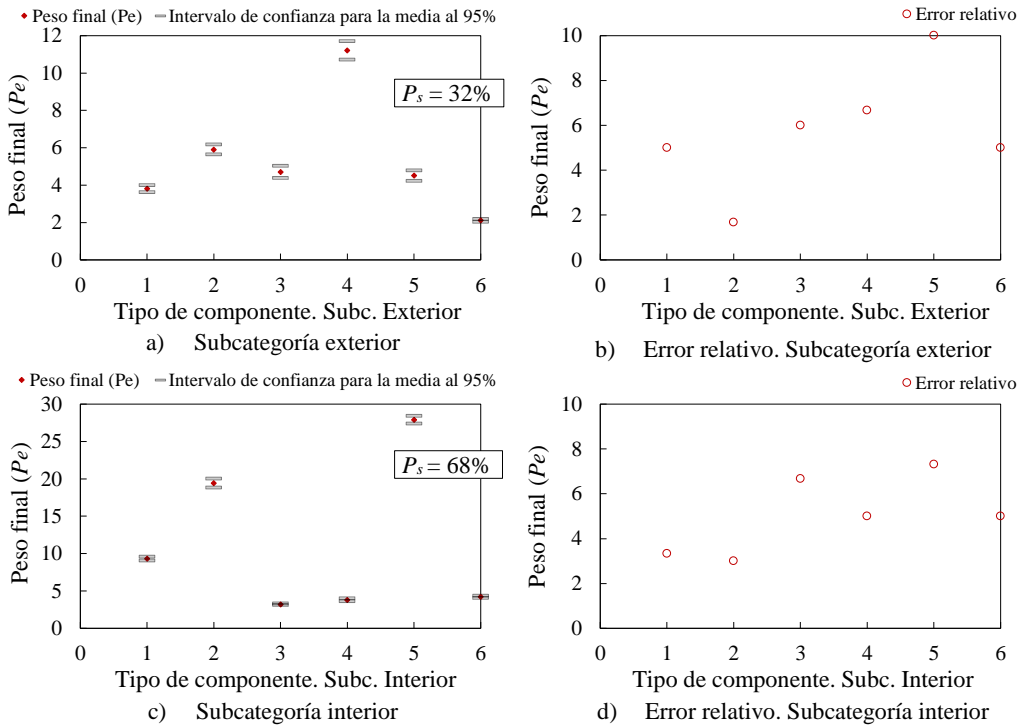 Peso final (Pe) Intervalo de confianza para la media al 95%
12
10
8
6
4
2
0
Peso final (Pe)
Ps = 32%
0 1 2 3 4 5 6
Tipo de componente. Subc. Exterior
a) Subcategoría exterior
Error relativo
10
8
6
4
2
0
Peso final (Pe)
0 1 2 3 4 5 6
Tipo de componente. Subc. Exterior
b) Error relativo. Subcategoría exterior
Peso final (Pe) Intervalo de confianza para la media al 95%
30
25
20
15
10
5
0
Peso final (Pe)
Ps = 68%
0 1 2 3 4 5 6
Tipo de componente. Subc. Interior
c) Subcategoría interior
Error relativo
10
8
6
4
2
0
Peso final (Pe)
0 1 2 3 4 5 6
Tipo de componente. Subc. Interior
d) Error relativo. Subcategoría interior